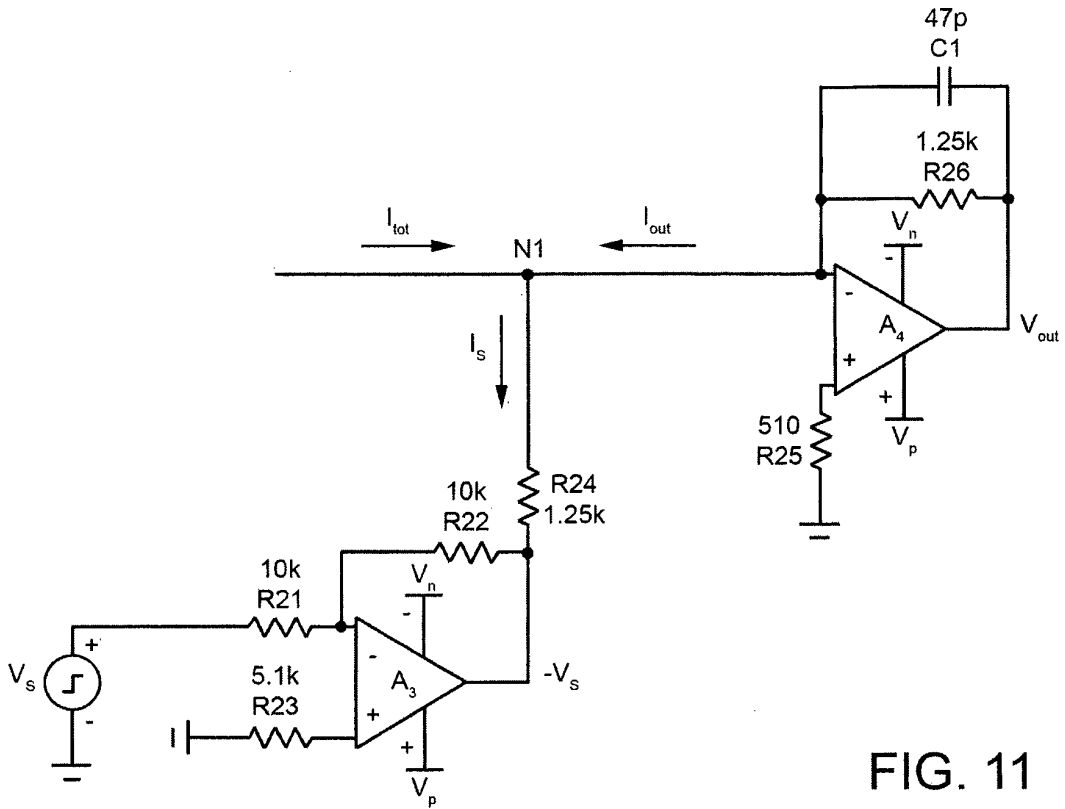 47p
C1
1.25k
R26
I_tot
N1
I_out
V_n
-
-
A_4
+
+
V_p
V_out
I_S
510
R25
R24
1.25k
10k
R22
10k
R21
V_n
-
-
A_3
+
+
V_p
-V_S
V_S
+
-
5.1k
R23
FIG. 11